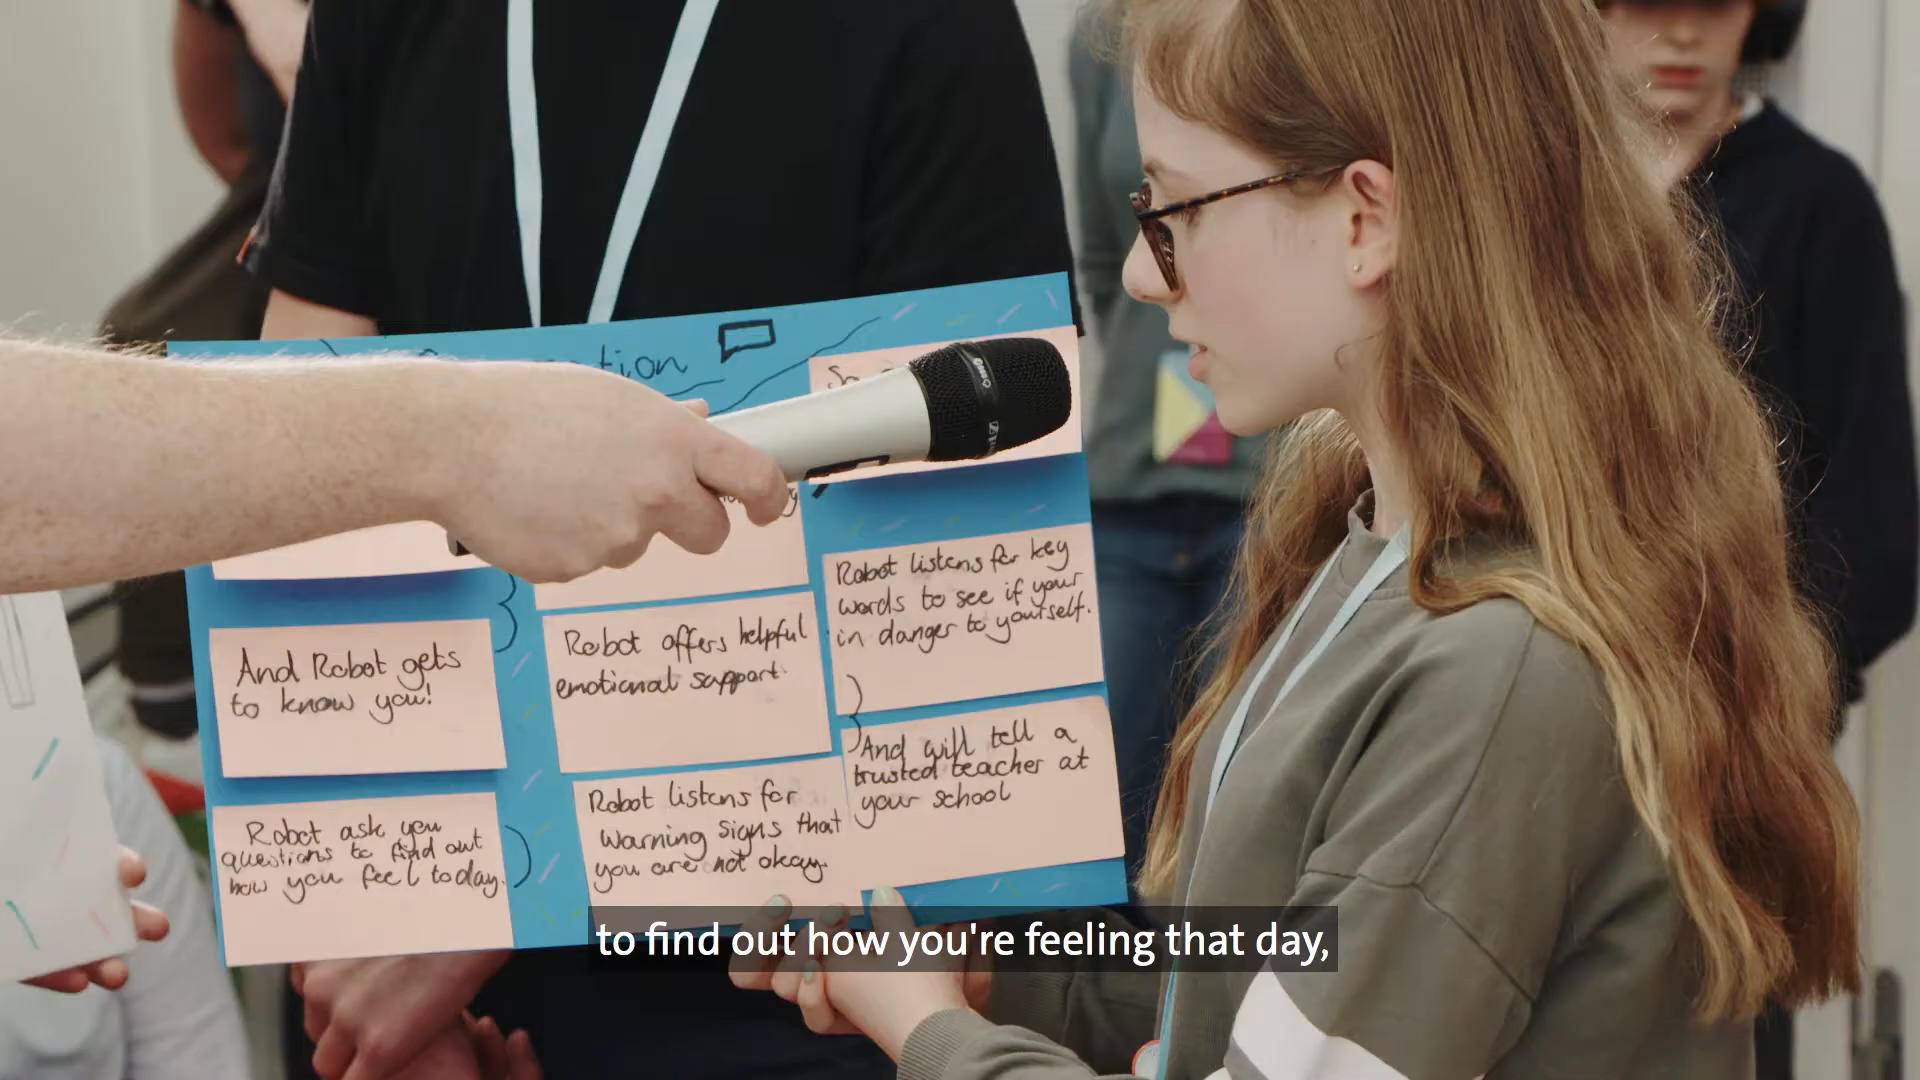 And Robot gets
to know you!
Robot ask you
questions to find out
how you feel today.
Robot offers helpful
emotional support.
Robot listens for
warning signs that
you are not okay.
Robot listens for key
words to see if your
in danger to yourself.
And will tell a
trusted teacher at
your school
to find out how you're feeling that day,